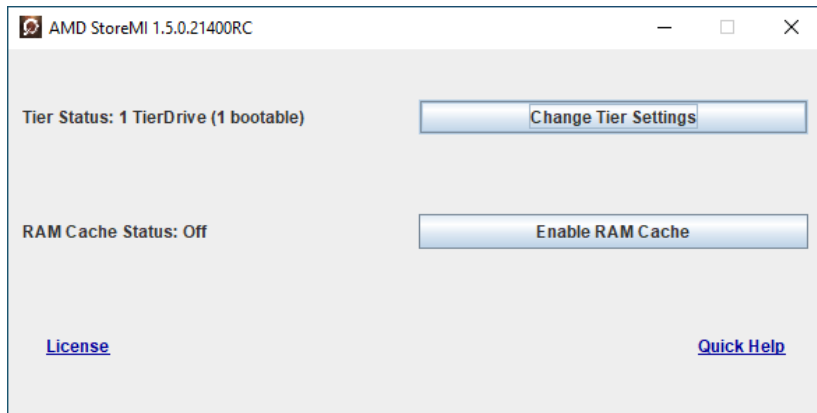 AMD StoreMI 1.5.0.21400RC
Tier Status: 1 TierDrive (1 bootable)
Change Tier Settings
RAM Cache Status: Off
Enable RAM Cache
License
Quick Help